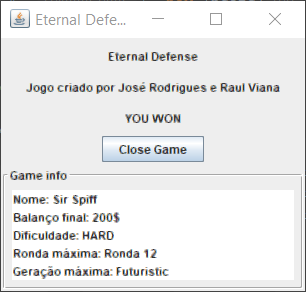 Eternal Defe...
Eternal Defense
Jogo criado por José Rodrigues e Raul Viana
YOU WON
Close Game
Game info
Nome: Sir Spiff
Balanço final: 200$
Dificuldade: HARD
Ronda máxima: Ronda 12
Geração máxima: Futuristic